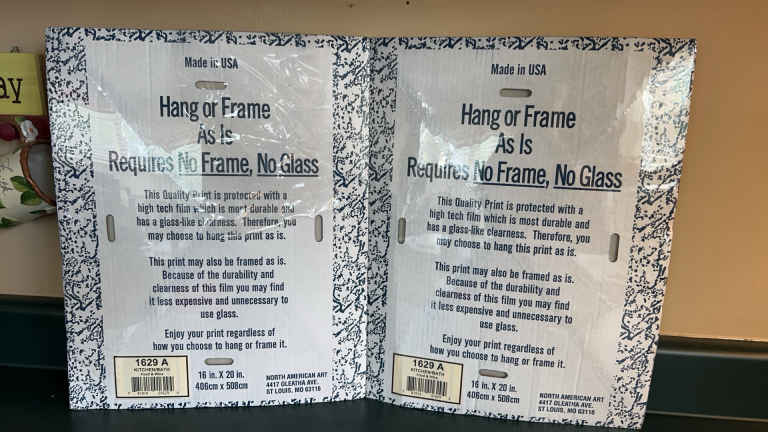 ay
Made in USA
Hang or Frame
As Is
Requires No Frame, No Glass
This Quality Print is protected with a
high tech film which is most durable and
has a glass-like clearness. Therefore, you
may choose to hang this print as is.
This print may also be framed as is.
Because of the durability and
clearness of this film you may find
it less expensive and unnecessary to
use glass.
Enjoy your print regardless of
how you choose to hang or frame it.
1629 A
KITCHEN/BATH
Food & Wine
16 in. X 20 in.
406cm x 508cm
NORTH AMERICAN ART
4417 OLEATHA AVE.
ST LOUIS, MO 63116
Made in USA
Hang or Frame
As Is
Requires No Frame, No Glass
This Quality Print is protected with a
high tech film which is most durable and
has a glass-like clearness. Therefore, you
may choose to hang this print as is.
This print may also be framed as is.
Because of the durability and
clearness of this film you may find
it less expensive and unnecessary to
use glass.
Enjoy your print regardless of
how you choose to hang or frame it.
1629 A
KITCHEN/BATH
Food & Wine
16 in. X 20 in.
406cm x 508cm
NORTH AMERICAN ART
4417 OLEATHA AVE.
ST LOUIS, MO 63116